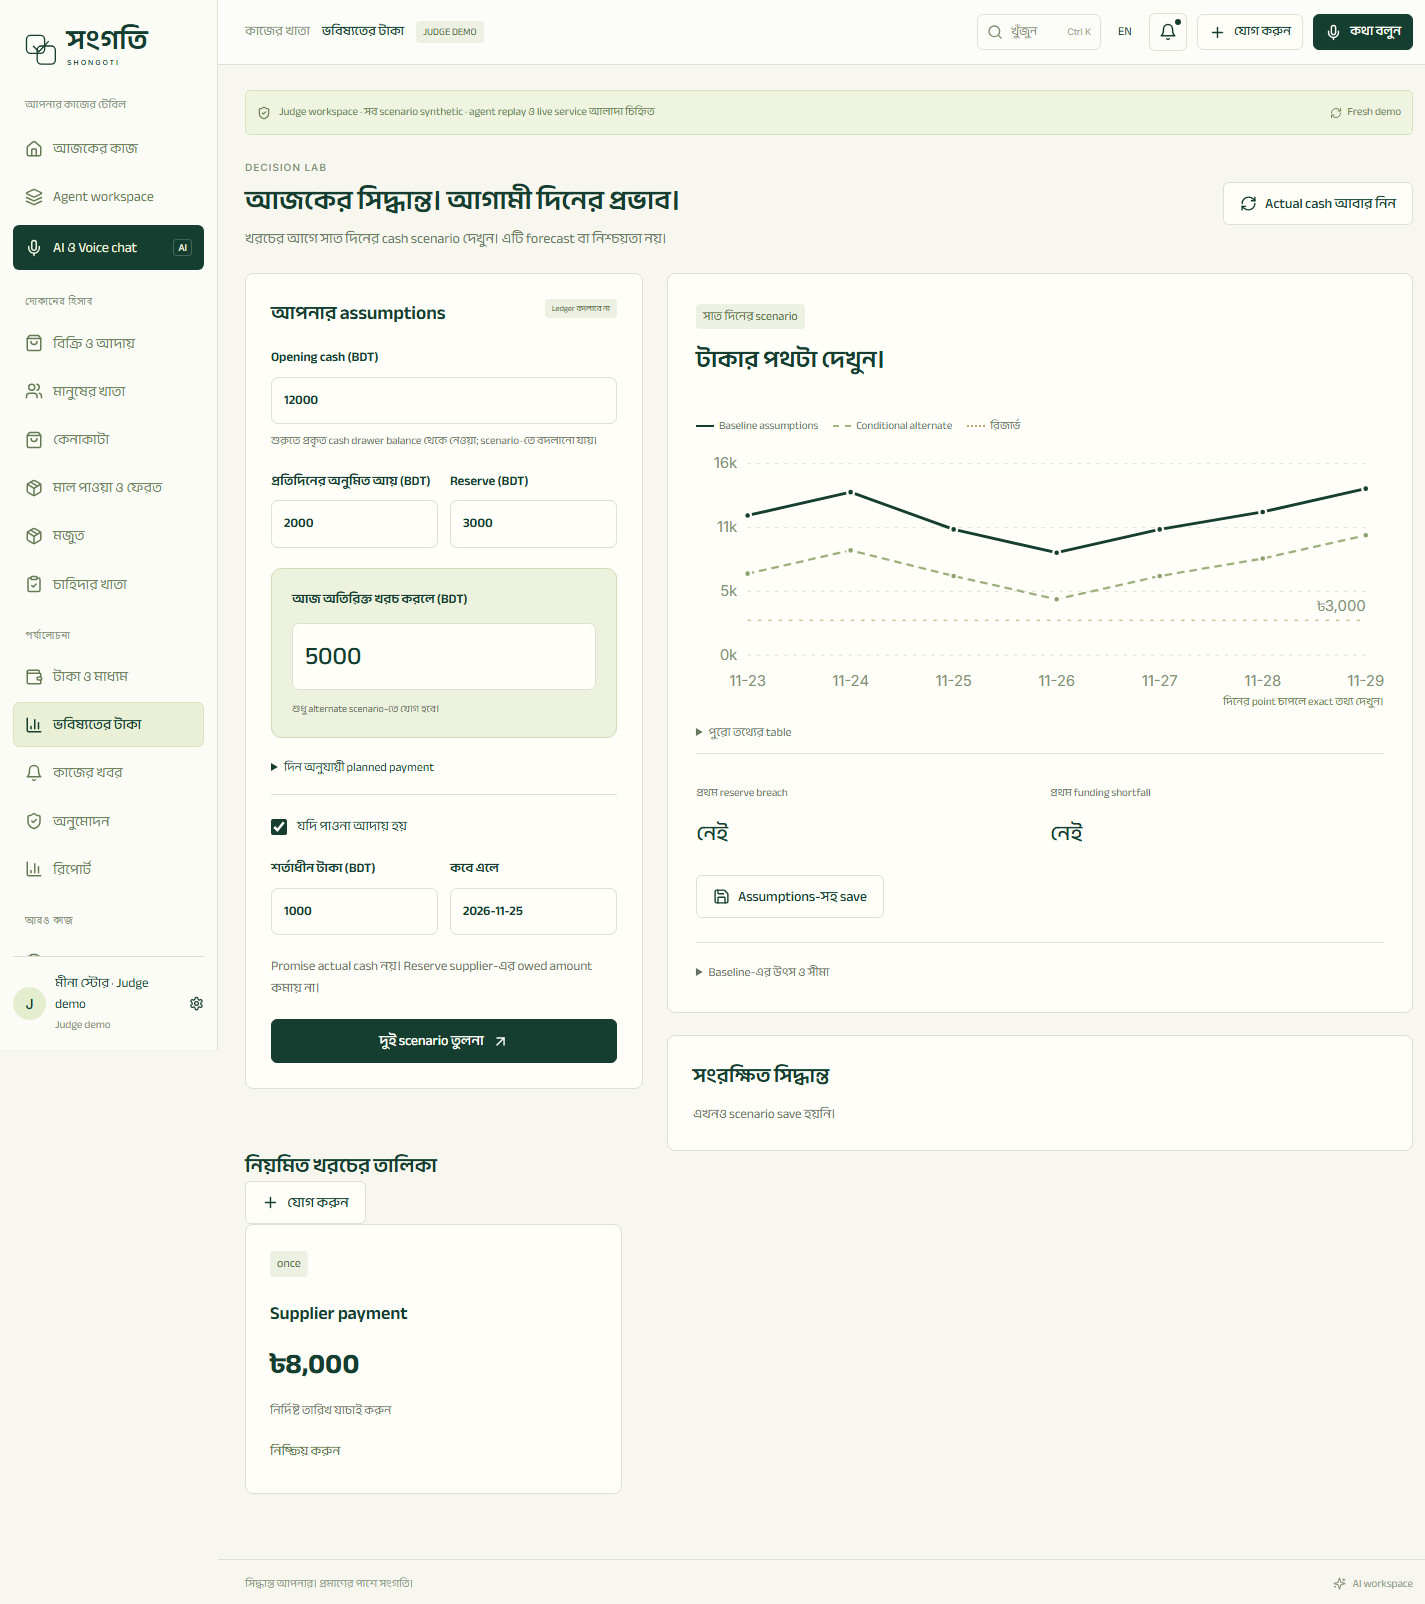 সংগতি
SHONGOTI
আপনার কাজের টেবিল
আজকের কাজ
Agent workspace
AI ও Voice chat
AI
দোকানের হিসাব
বিক্রি ও আদায়
মানুষের খাতা
কেনাকাটা
মাল পাওয়া ও ফেরত
মজুত
চাহিদার খাতা
পর্যালোচনা
টাকা ও মাধ্যম
ভবিষ্যতের টাকা
কাজের খবর
অনুমোদন
রিপোর্ট
আরও কাজ
J
মীনা স্টোর · Judge
demo
Judge demo
কাজের খাতা ভবিষ্যতের টাকা JUDGE DEMO
খুঁজুন Ctrl K
EN
যোগ করুন
কথা বলুন
Judge workspace · সব scenario synthetic · agent replay ও live service আলাদা চিহ্নিত
Fresh demo
DECISION LAB
আজকের সিদ্ধান্ত। আগামী দিনের প্রভাব।
খরচের আগে সাত দিনের cash scenario দেখুন। এটি forecast বা নিশ্চয়তা নয়।
Actual cash আবার নিন
আপনার assumptions
Ledger বদলাবে না
Opening cash (BDT)
12000
শুরুতে প্রকৃত cash drawer balance থেকে নেওয়া; scenario-তে বদলানো যায়।
প্রতিদিনের অনুমিত আয় (BDT) Reserve (BDT)
2000 3000
আজ অতিরিক্ত খরচ করলে (BDT)
5000
শুধু alternate scenario-তে যোগ হবে।
দিন অনুযায়ী planned payment
যদি পাওনা আদায় হয়
শর্তাধীন টাকা (BDT) কবে এলে
1000 2026-11-25
Promise actual cash নয়। Reserve supplier-এর owed amount
কমায় না।
দুই scenario তুলনা
সাত দিনের scenario
টাকার পথটা দেখুন।
Baseline assumptions Conditional alternate রিজার্ভ
16k
11k
5k
৳3,000
0k
11-23 11-24 11-25 11-26 11-27 11-28 11-29
দিনের point চাপলে exact তথ্য দেখুন।
পুরো তথ্যের table
প্রথম reserve breach প্রথম funding shortfall
নেই নেই
Assumptions-সহ save
Baseline-এর উৎস ও সীমা
সংরক্ষিত সিদ্ধান্ত
এখনও scenario save হয়নি।
নিয়মিত খরচের তালিকা
যোগ করুন
once
Supplier payment
৳8,000
নির্দিষ্ট তারিখ যাচাই করুন
নিষ্ক্রিয় করুন
সিদ্ধান্ত আপনার। প্রমাণের পাশে সংগতি।
AI workspace